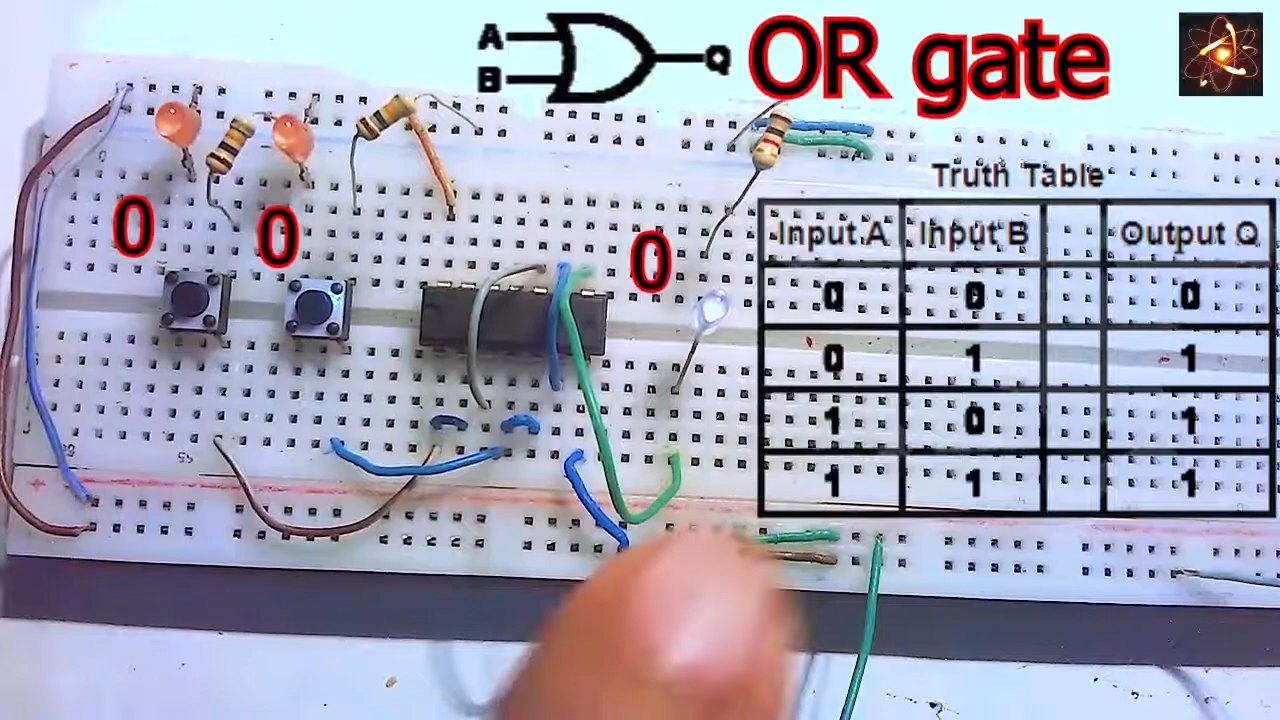 A
B
Q
OR gate
0
0
0
Truth Table
Input A Input B Output Q
0 0 0
0 1 1
1 0 1
1 1 1